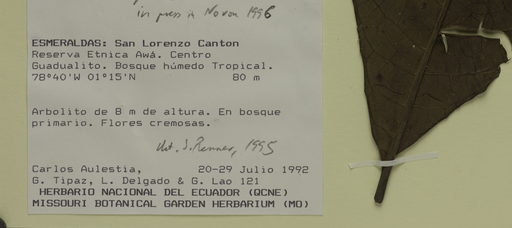 in press in Novon 1996
ESMERALDAS: San Lorenzo Canton
Reserva Etnica Awá. Centro
Guadualito. Bosque húmedo Tropical.
78°40'W 01°15'N 80 m
Arbolito de 8 m de altura. En bosque
primario. Flores cremosas.
det. S. Renner, 1995
Carlos Aulestia, 20-29 Julio 1992
G. Tipaz, L. Delgado & G. Lao 121
HERBARIO NACIONAL DEL ECUADOR (QCNE)
MISSOURI BOTANICAL GARDEN HERBARIUM (MO)